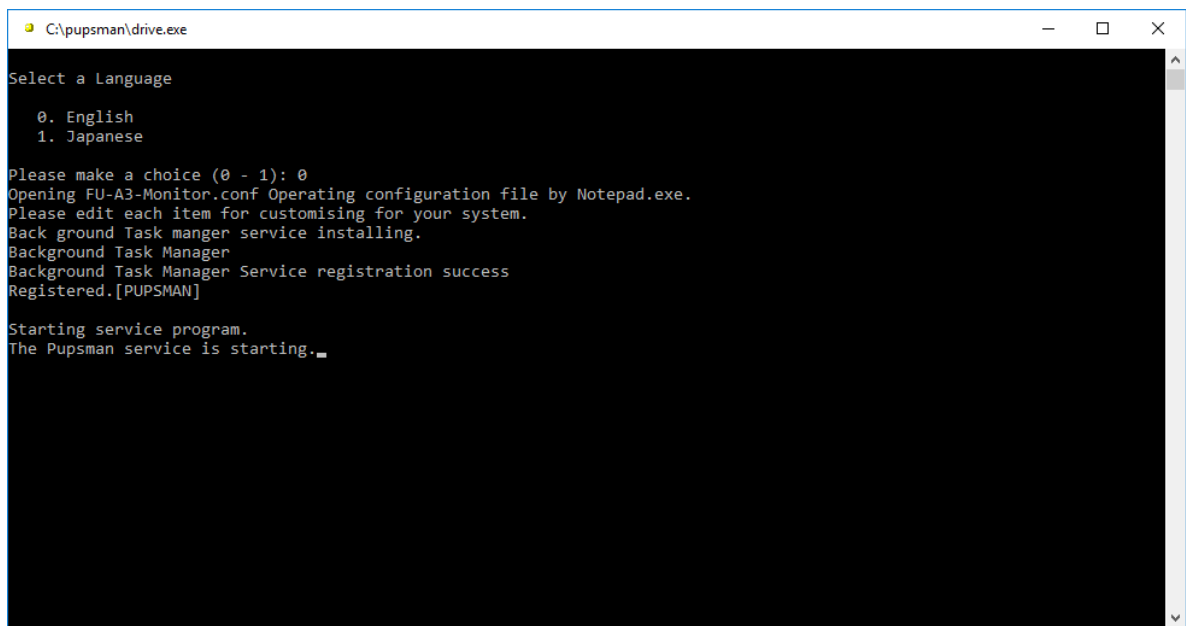 C:\pupsman\drive.exe
Select a Language
0. English
1. Japanese
Please make a choice (0 - 1): 0
Opening FU-A3-Monitor.conf Operating configuration file by Notepad.exe.
Please edit each item for customising for your system.
Back ground Task manger service installing.
Background Task Manager
Background Task Manager Service registration success
Registered.[PUPSMAN]
Starting service program.
The Pupsman service is starting.